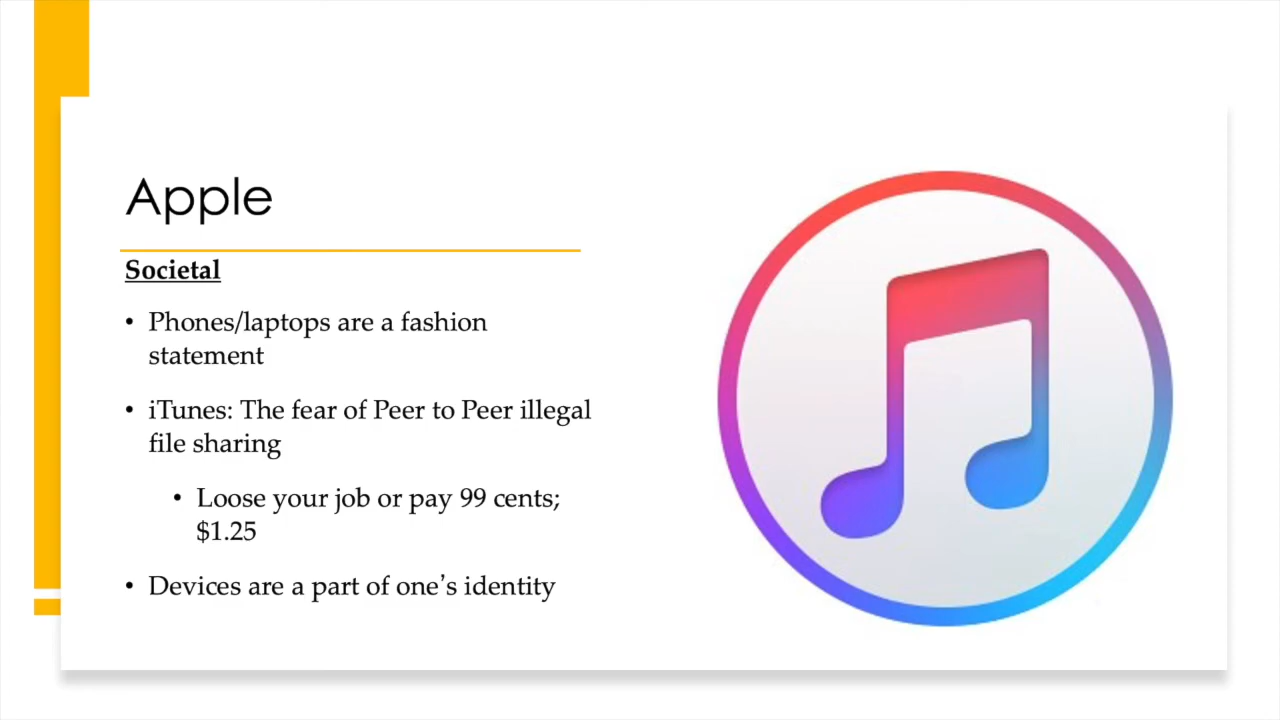 Apple
Societal
• Phones/laptops are a fashion
statement
• iTunes: The fear of Peer to Peer illegal
file sharing
• Loose your job or pay 99 cents;
$1.25
• Devices are a part of one’s identity